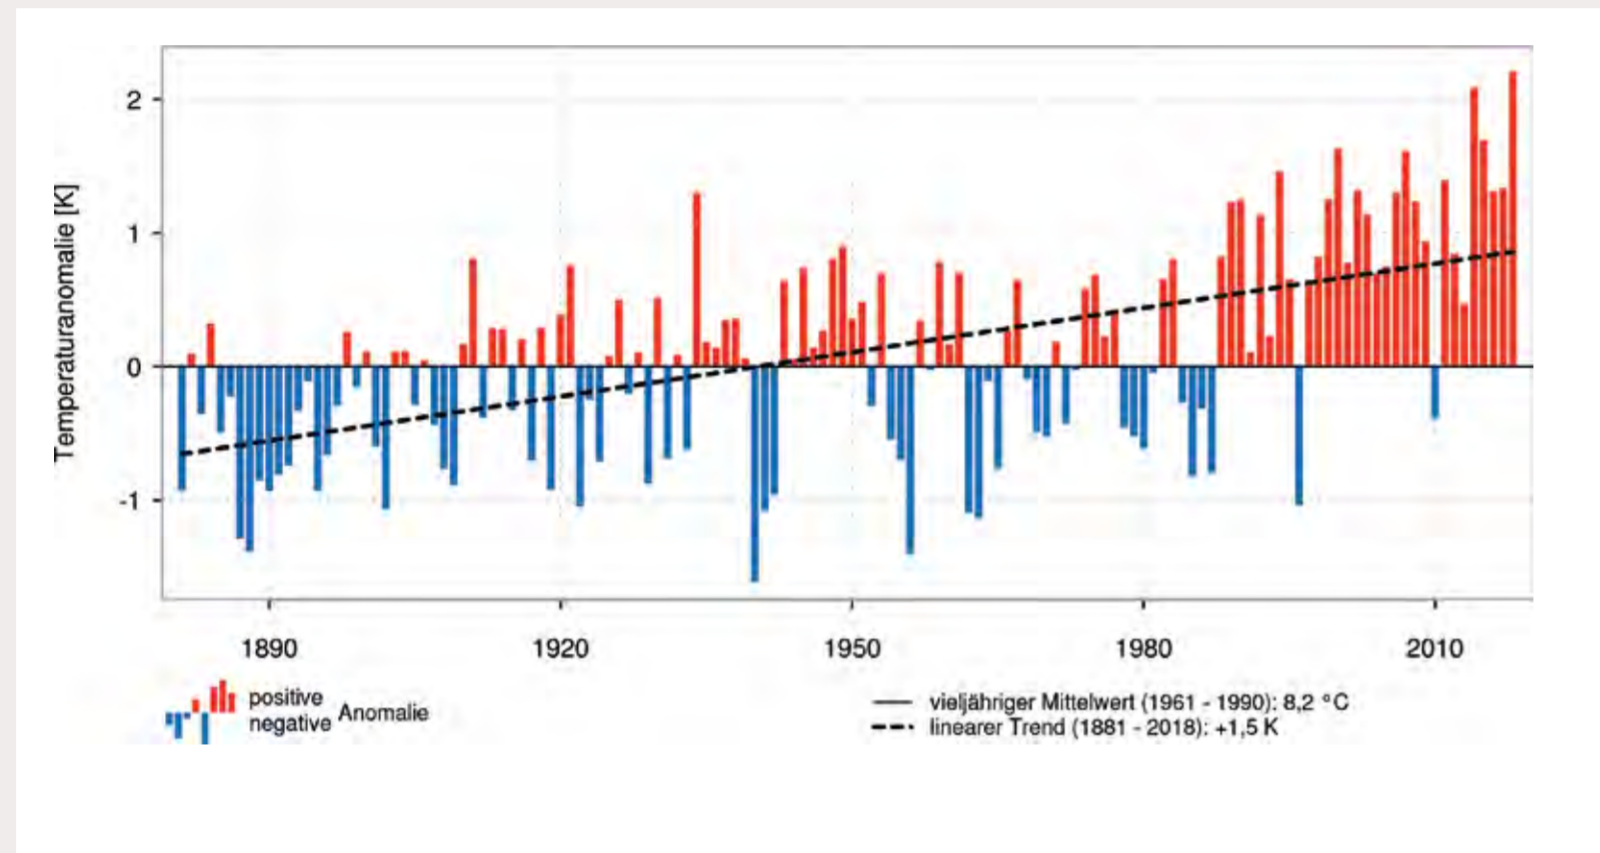 Temperaturanomalie [K]
2
1
0
-1
1890 1920 1950 1980 2010
positive
negative Anomalie
vieljähriger Mittelwert (1961 - 1990): 8,2 °C
linearer Trend (1881 - 2018): +1,5 K